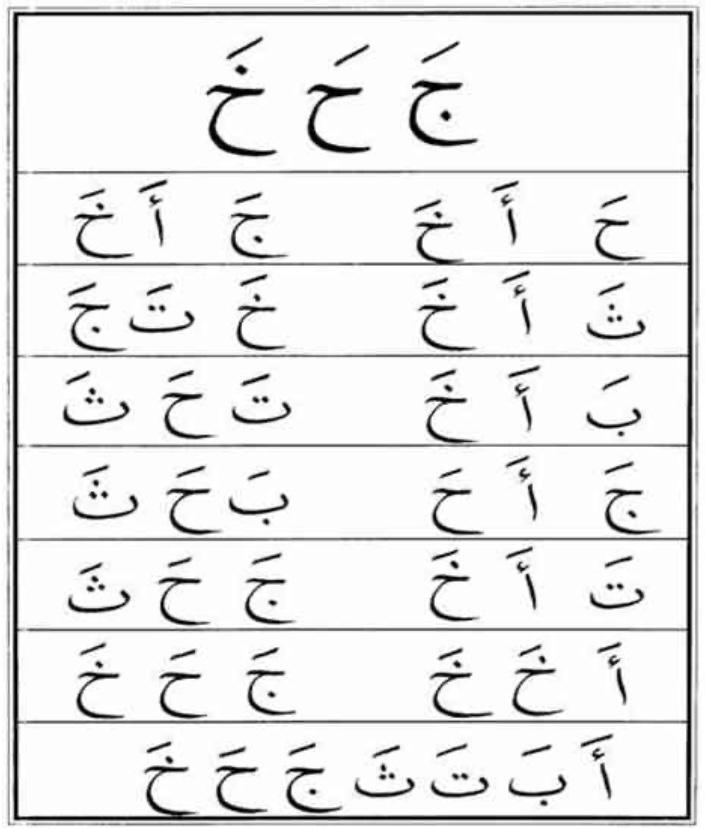 جَ حَ خَ
حَ أَ خَ جَ أَ خَ
ثَ أَ خَ خَ تَ جَ
بَ أَ خَ تَ حَ ثَ
جَ أَ حَ بَ حَ ثَ
تَ أَ خَ جَ حَ ثَ
أَ خَ خَ جَ حَ خَ
أَ بَ تَ ثَ جَ حَ خَ